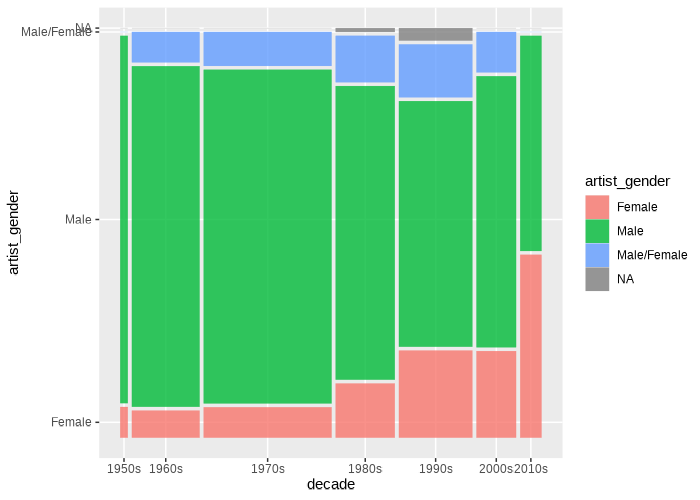 NA
Male/Female
Male
Female
artist_gender
1950s 1960s 1970s 1980s 1990s 2000s 2010s
decade
artist_gender
Female
Male
Male/Female
NA